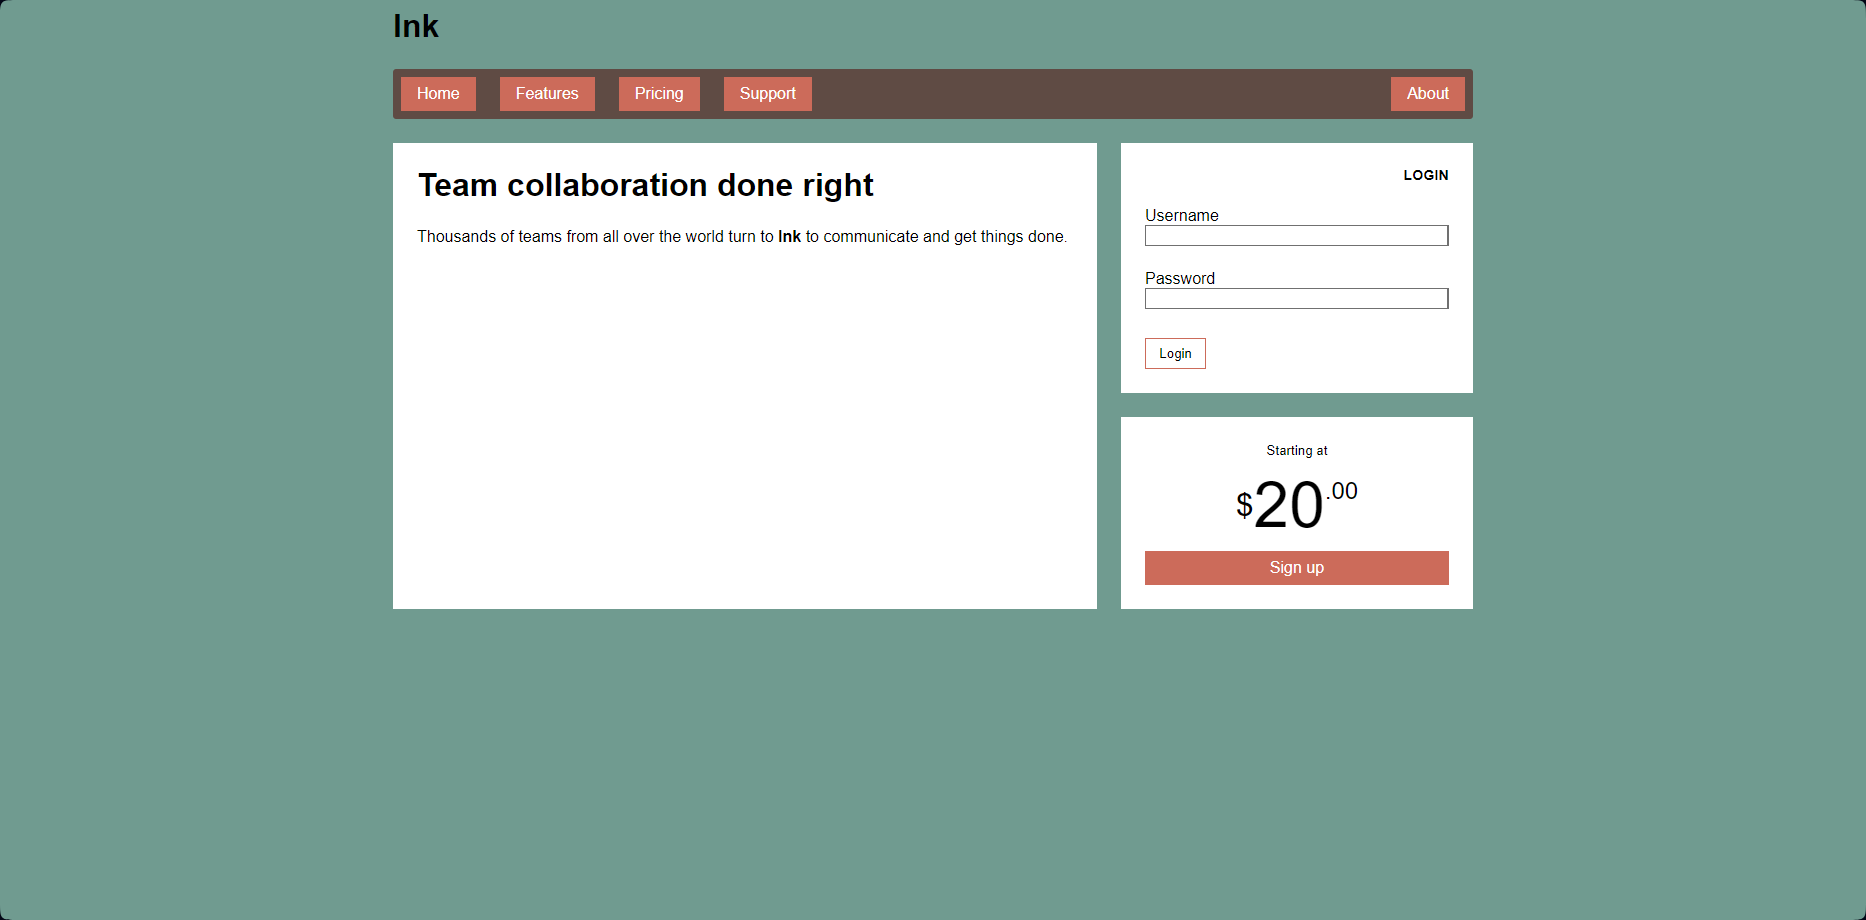 Ink
Home Features Pricing Support About
Team collaboration done right
Thousands of teams from all over the world turn to Ink to communicate and get things done.
LOGIN
Username
Password
Login
Starting at
$20.00
Sign up